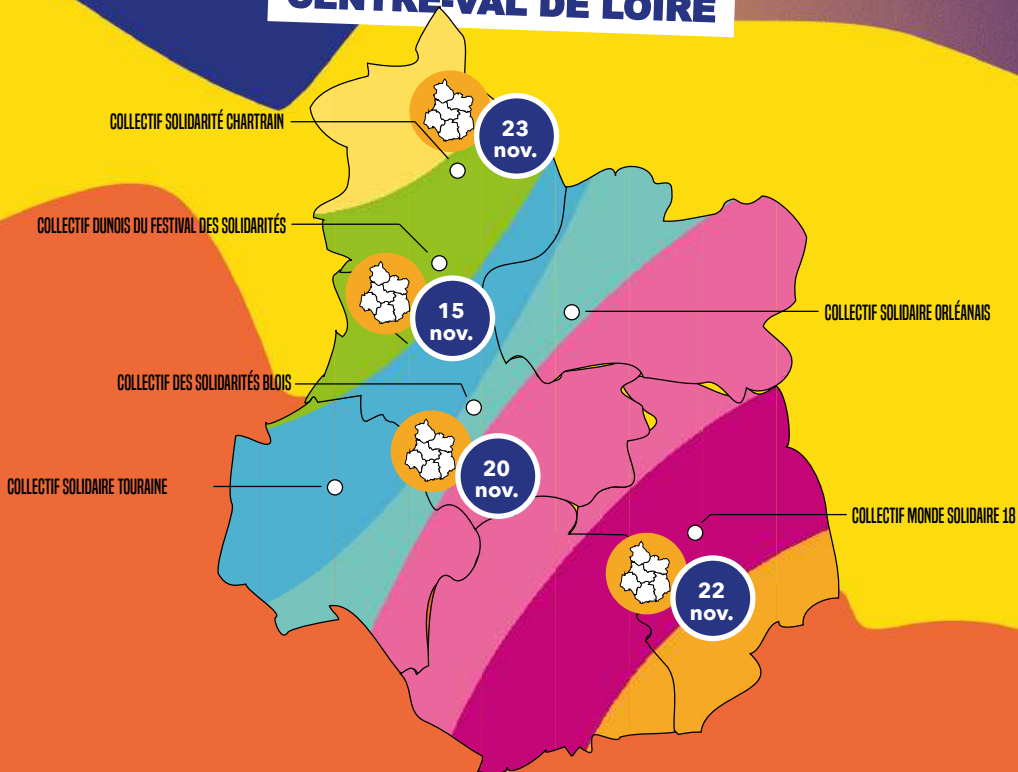 CENTRE-VAL DE LOIRE
COLLECTIF SOLIDARITÉ CHARTRAIN
23
nov.
COLLECTIF DUNOIS DU FESTIVAL DES SOLIDARITÉS
15
nov.
COLLECTIF SOLIDAIRE ORLÉANAIS
COLLECTIF DES SOLIDARITÉS BLOIS
20
nov.
COLLECTIF SOLIDAIRE TOURAINE
COLLECTIF MONDE SOLIDAIRE 18
22
nov.